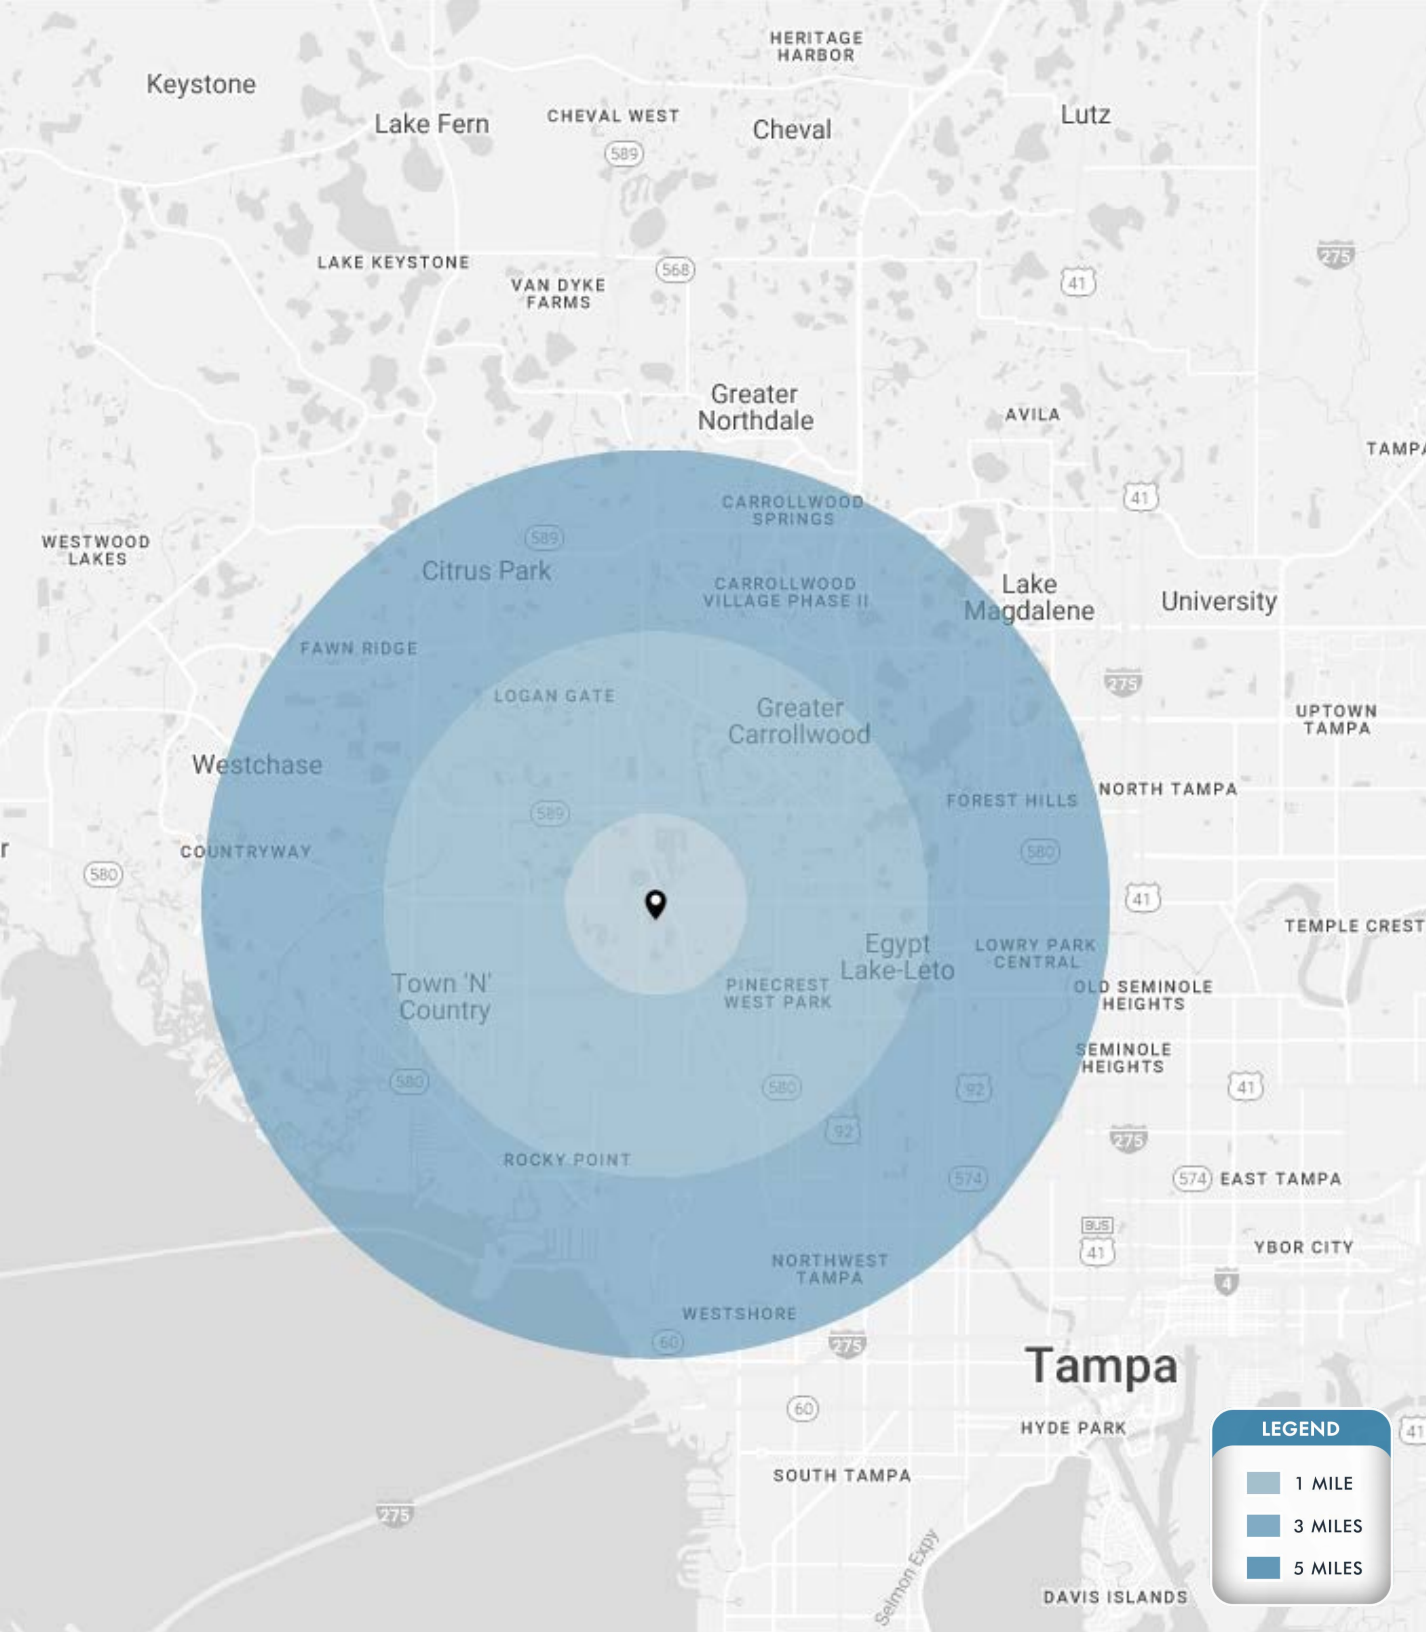 HERITAGE
HARBOR
Keystone
Lake Fern
CHEVAL WEST
Cheval
Lutz
589
LAKE KEYSTONE
VAN DYKE
FARMS
568
41
275
Greater
Northdale
AVILA
TAMPA
41
CARROLLWOOD
SPRINGS
WESTWOOD
LAKES
589
Citrus Park
CARROLLWOOD
VILLAGE PHASE II
Lake
Magdalene
University
FAWN RIDGE
LOGAN GATE
Greater
Carrollwood
275
UPTOWN
TAMPA
Westchase
589
FOREST HILLS
NORTH TAMPA
r
COUNTRYWAY
580
580
41
TEMPLE CREST
Egypt
Lake-Leto
LOWRY PARK
CENTRAL
Town 'N'
Country
PINECREST
WEST PARK
OLD SEMINOLE
HEIGHTS
SEMINOLE
HEIGHTS
580
580
92
41
92
275
ROCKY POINT
574
574
EAST TAMPA
BUS
41
YBOR CITY
NORTHWEST
TAMPA
4
WESTSHORE
60
275
Tampa
60
HYDE PARK
41
SOUTH TAMPA
275
Selmon Expy
DAVIS ISLANDS
LEGEND
1 MILE
3 MILES
5 MILES